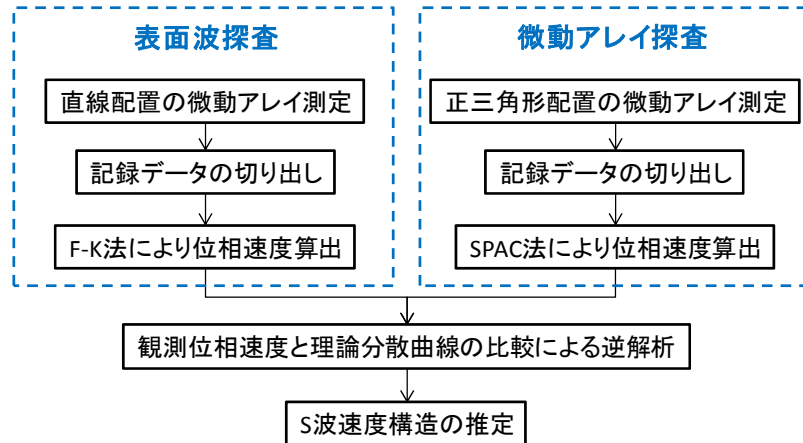 表面波探査
直線配置の微動アレイ測定
記録データの切り出し
F-K法により位相速度算出
微動アレイ探査
正三角形配置の微動アレイ測定
記録データの切り出し
SPAC法により位相速度算出
観測位相速度と理論分散曲線の比較による逆解析
S波速度構造の推定